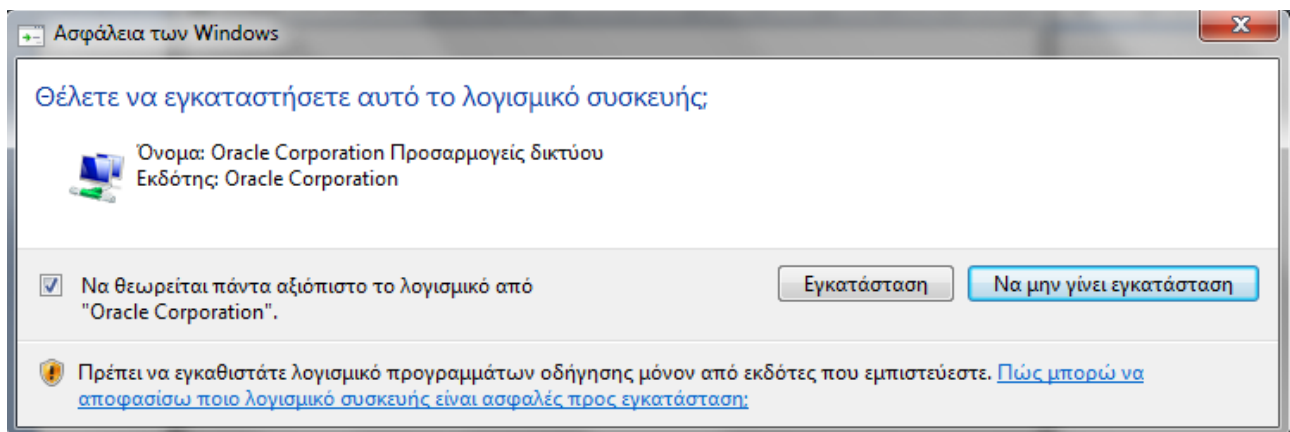 Ασφάλεια των Windows
Θέλετε να εγκαταστήσετε αυτό το λογισμικό συσκευής;
Όνομα: Oracle Corporation Προσαρμογείς δικτύου
Εκδότης: Oracle Corporation
Να θεωρείται πάντα αξιόπιστο το λογισμικό από
"Oracle Corporation".
Εγκατάσταση
Να μην γίνει εγκατάσταση
Πρέπει να εγκαθιστάτε λογισμικό προγραμμάτων οδήγησης μόνον από εκδότες που εμπιστεύεστε. Πώς μπορώ να
αποφασίσω ποιο λογισμικό συσκευής είναι ασφαλές προς εγκατάσταση;